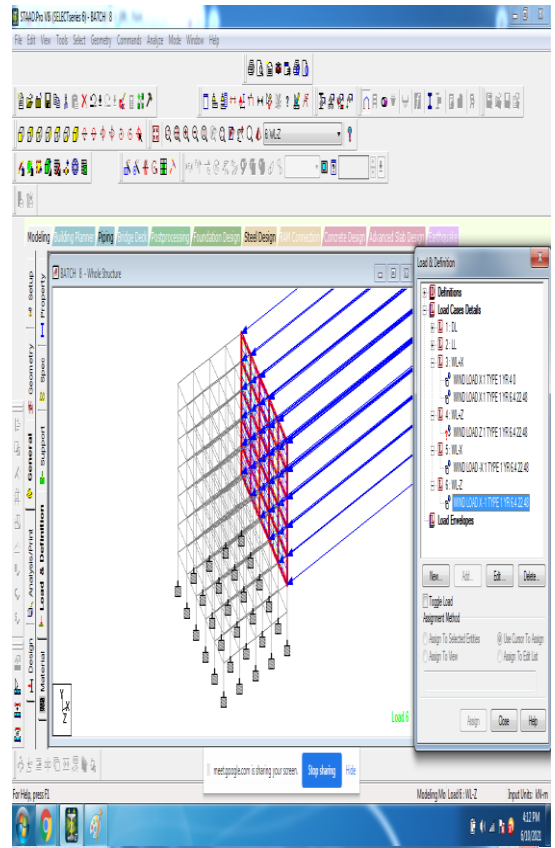 STAAD.Pro V8i (SELECTseries 6) - BATCH 8
File Edit View Tools Select Geometry Commands Analyze Mode Window Help
6 WL-Z
Modeling Building Planner Piping Bridge Deck Postprocessing Foundation Design Steel Design RAM Connection Concrete Design Advanced Slab Design Earthquake
Setup
Geometry
General
Analysis/Print
Design
Property
Spec
Support
Load & Definition
Material
BATCH 8 - Whole Structure
Y
X
Z
Load 6
Load & Definition
Definitions
Load Cases Details
1 : DL
2 : LL
3 : WL+X
WIND LOAD X 1 TYPE 1 YR 4 0
WIND LOAD X 1 TYPE 1 YR 6.4 22.48
4 : WL+Z
WIND LOAD Z 1 TYPE 1 YR 6.4 22.48
5 : WL-X
WIND LOAD -X 1 TYPE 1 YR 6.4 22.48
6 : WL-Z
WIND LOAD X -1 TYPE 1 YR 6.4 22.48
Load Envelopes
New... Add... Edit... Delete...
Toggle Load
Assignment Method
Assign To Selected Entities Use Cursor To Assign
Assign To View Assign To Edit List
Assign Close Help
meet.google.com is sharing your screen. Stop sharing Hide
For Help, press F1 Modeling Mo Load 6 : WL-Z Input Units: kN-m
4:12 PM
6/10/2021